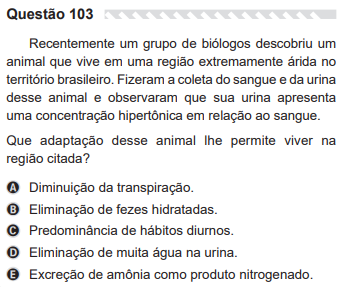 Questão 103
Recentemente um grupo de biólogos descobriu um
animal que vive em uma região extremamente árida no
território brasileiro. Fizeram a coleta do sangue e da urina
desse animal e observaram que sua urina apresenta
uma concentração hipertônica em relação ao sangue.
Que adaptação desse animal lhe permite viver na
região citada?
A Diminuição da transpiração.
B Eliminação de fezes hidratadas.
C Predominância de hábitos diurnos.
D Eliminação de muita água na urina.
E Excreção de amônia como produto nitrogenado.